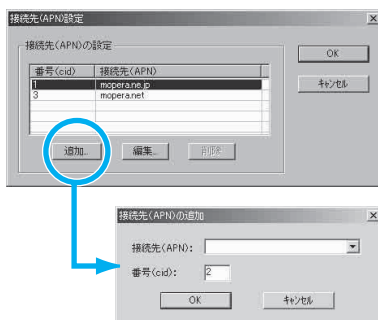 接続先(APN)設定
接続先(APN)の設定
番号(cid) 接続先(APN)
1 mopera.ne.jp
3 mopera.net
追加... 編集... 削除
OK
キャンセル
接続先(APN)の追加
接続先(APN):
番号(cid): 2
OK キャンセル